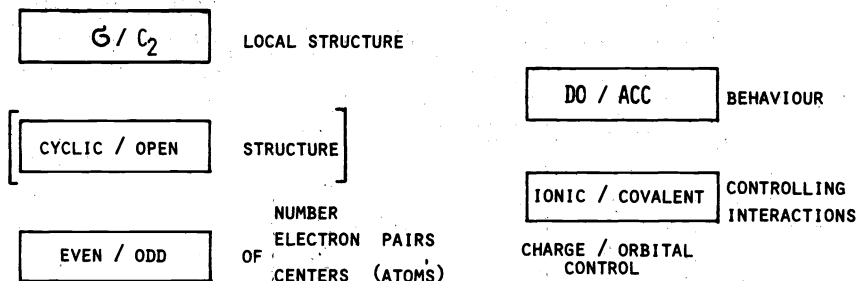 σ / C₂ LOCAL STRUCTURE
[ CYCLIC / OPEN STRUCTURE ]
EVEN / ODD OF NUMBER
ELECTRON PAIRS
CENTERS (ATOMS)
DO / ACC BEHAVIOUR
IONIC / COVALENT CONTROLLING
INTERACTIONS
CHARGE / ORBITAL
CONTROL